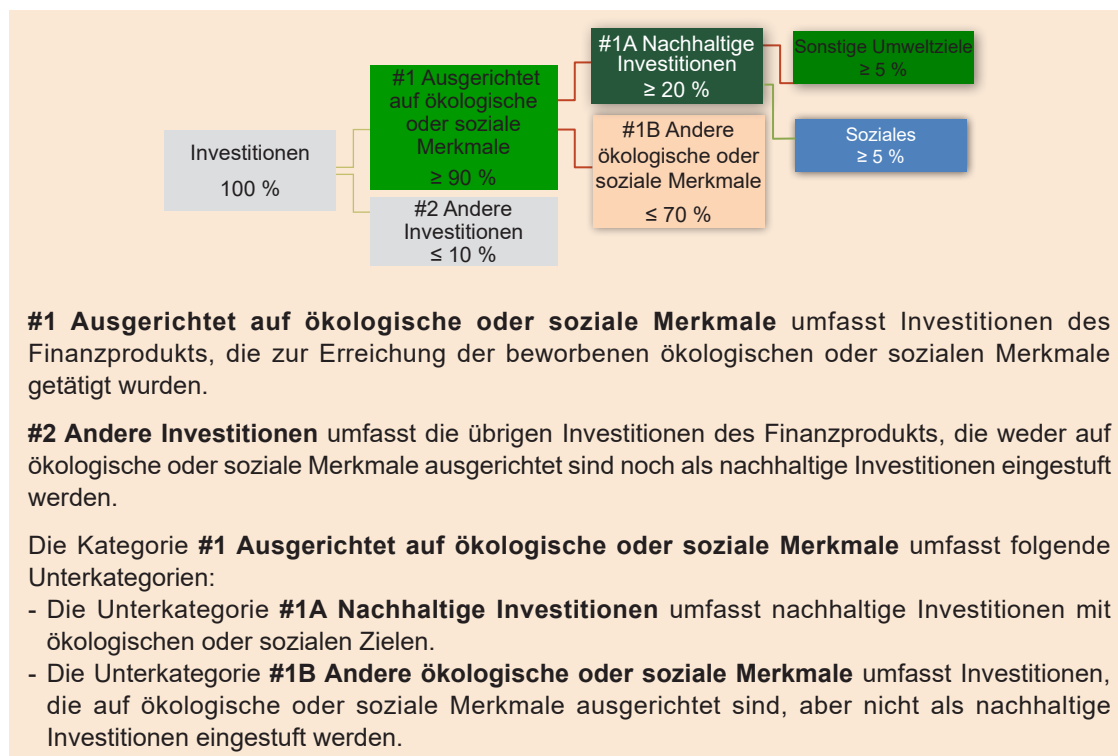 Investitionen
100 %
#1 Ausgerichtet
auf ökologische
oder soziale
Merkmale
≥ 90 %
#2 Andere
Investitionen
≤ 10 %
#1A Nachhaltige
Investitionen
≥ 20 %
#1B Andere
ökologische oder
soziale Merkmale
≤ 70 %
Sonstige Umweltziele
≥ 5 %
Soziales
≥ 5 %
#1 Ausgerichtet auf ökologische oder soziale Merkmale umfasst Investitionen des
Finanzprodukts, die zur Erreichung der beworbenen ökologischen oder sozialen Merkmale
getätigt wurden.
#2 Andere Investitionen umfasst die übrigen Investitionen des Finanzprodukts, die weder auf
ökologische oder soziale Merkmale ausgerichtet sind noch als nachhaltige Investitionen eingestuft
werden.
Die Kategorie #1 Ausgerichtet auf ökologische oder soziale Merkmale umfasst folgende
Unterkategorien:
- Die Unterkategorie #1A Nachhaltige Investitionen umfasst nachhaltige Investitionen mit
ökologischen oder sozialen Zielen.
- Die Unterkategorie #1B Andere ökologische oder soziale Merkmale umfasst Investitionen,
die auf ökologische oder soziale Merkmale ausgerichtet sind, aber nicht als nachhaltige
Investitionen eingestuft werden.